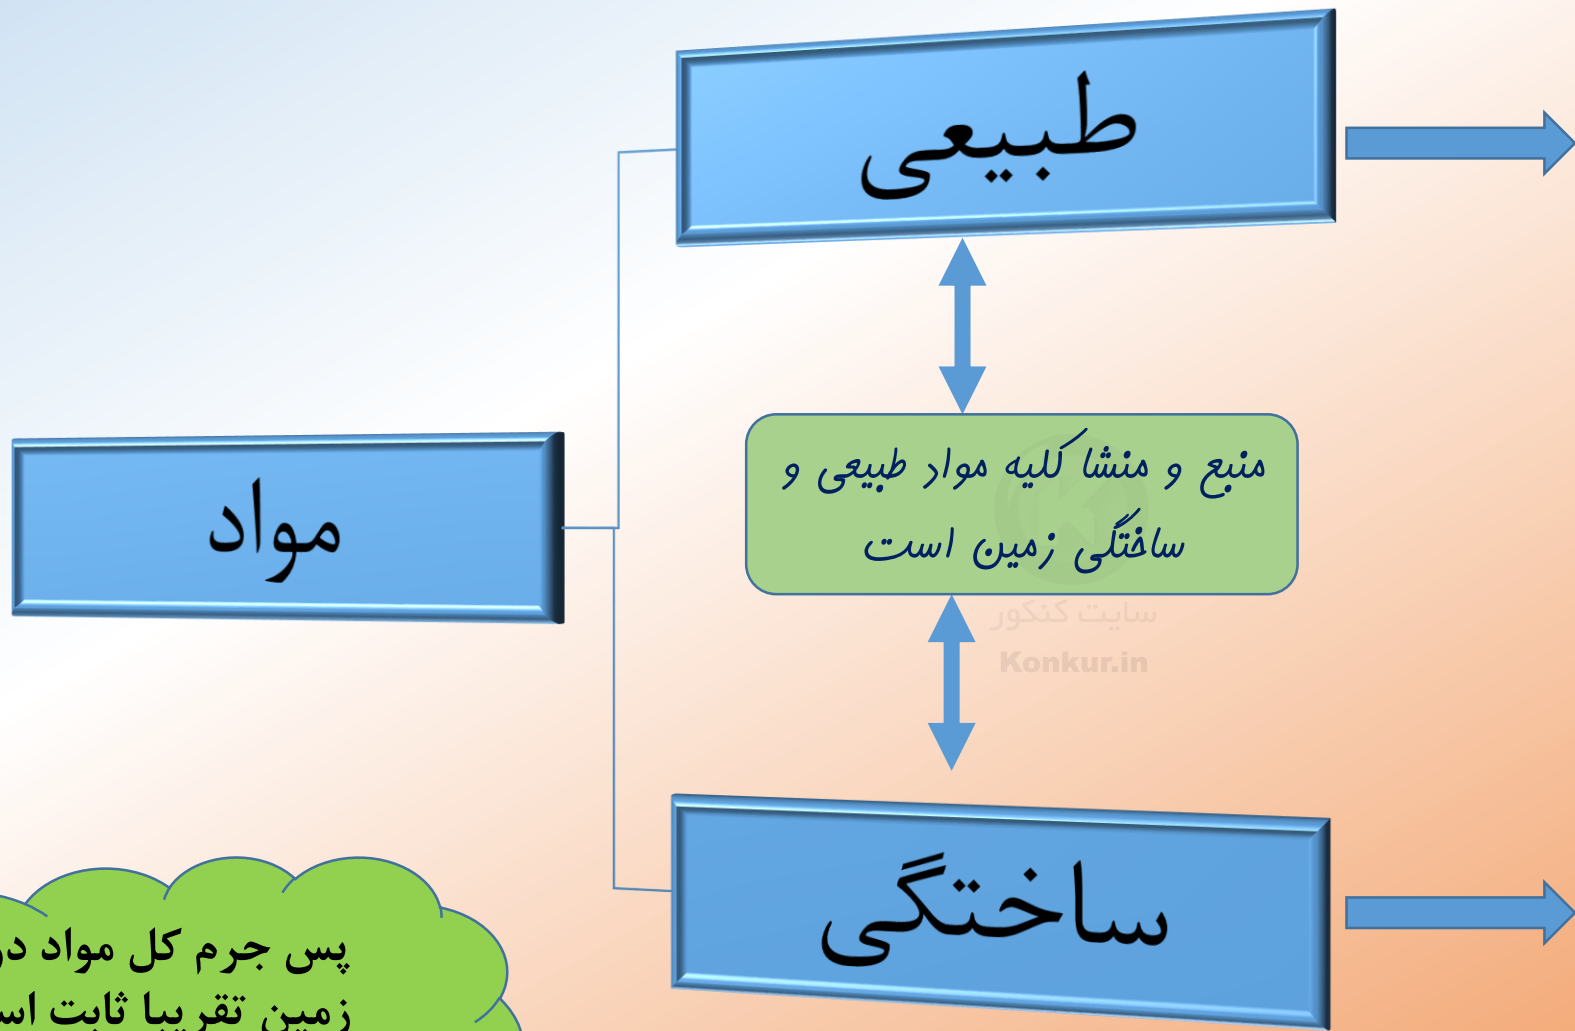 طبیعی
منبع و منشا کلیه مواد طبیعی و
ساختگی زمین است
سایت کنکور
Konkur.in
مواد
ساختگی
پس جرم کل مواد در
زمین تقریبا ثابت